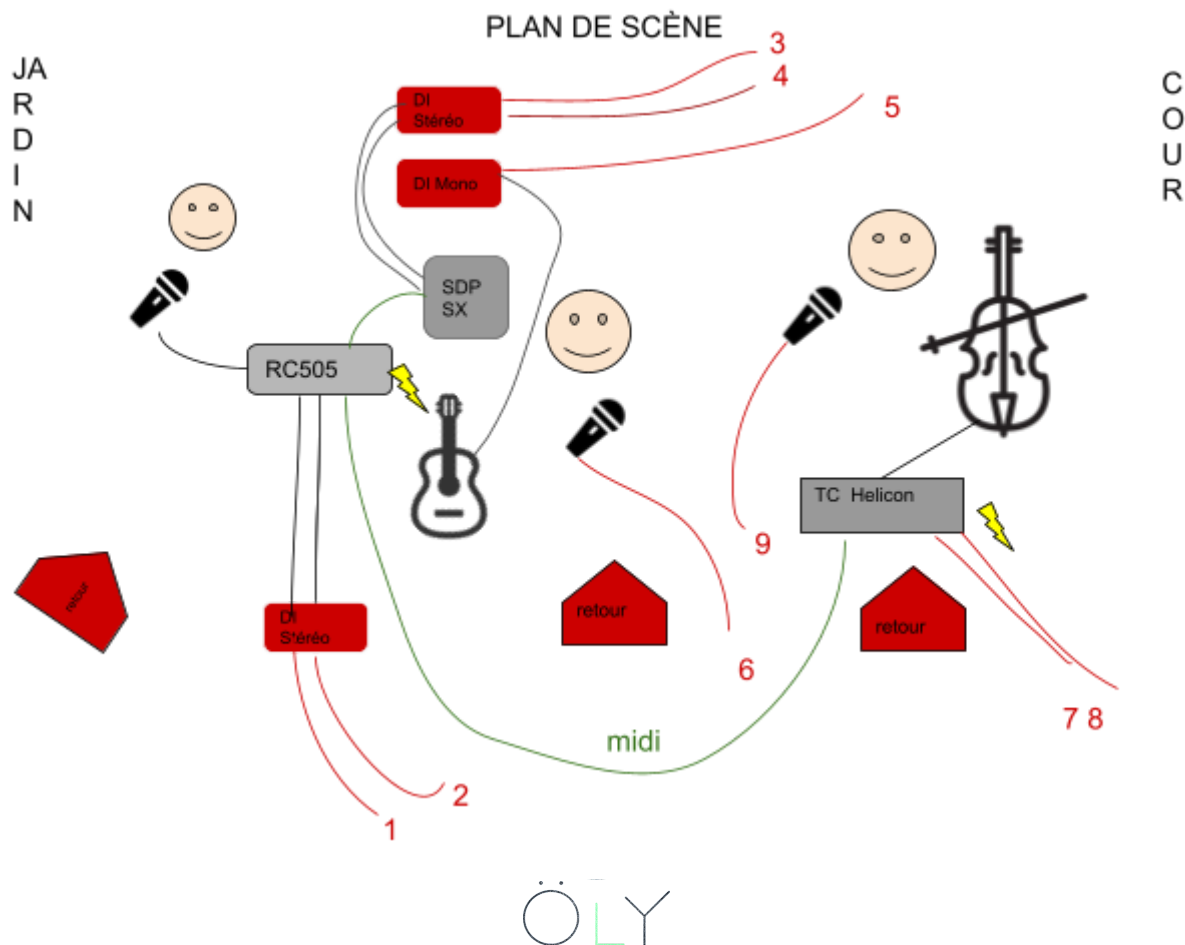 PLAN DE SCÈNE
JA
R
D
I
N
C
O
U
R
3
4
5
DI
Stéréo
DI Mono
SDP
SX
RC505
TC Helicon
9
retour
DI
Stéréo
retour
retour
6
7 8
midi
2
1
ÖLY